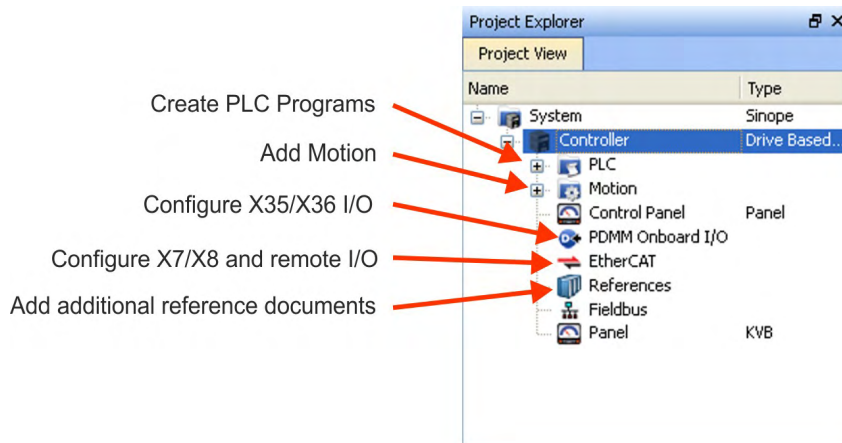 Project Explorer
Project View
Name Type
System Sinope
Controller Drive Based...
Create PLC Programs
PLC
Add Motion
Motion
Configure X35/X36 I/O
Control Panel Panel
PDMM Onboard I/O
Configure X7/X8 and remote I/O
EtherCAT
Add additional reference documents
References
Fieldbus
Panel KVB